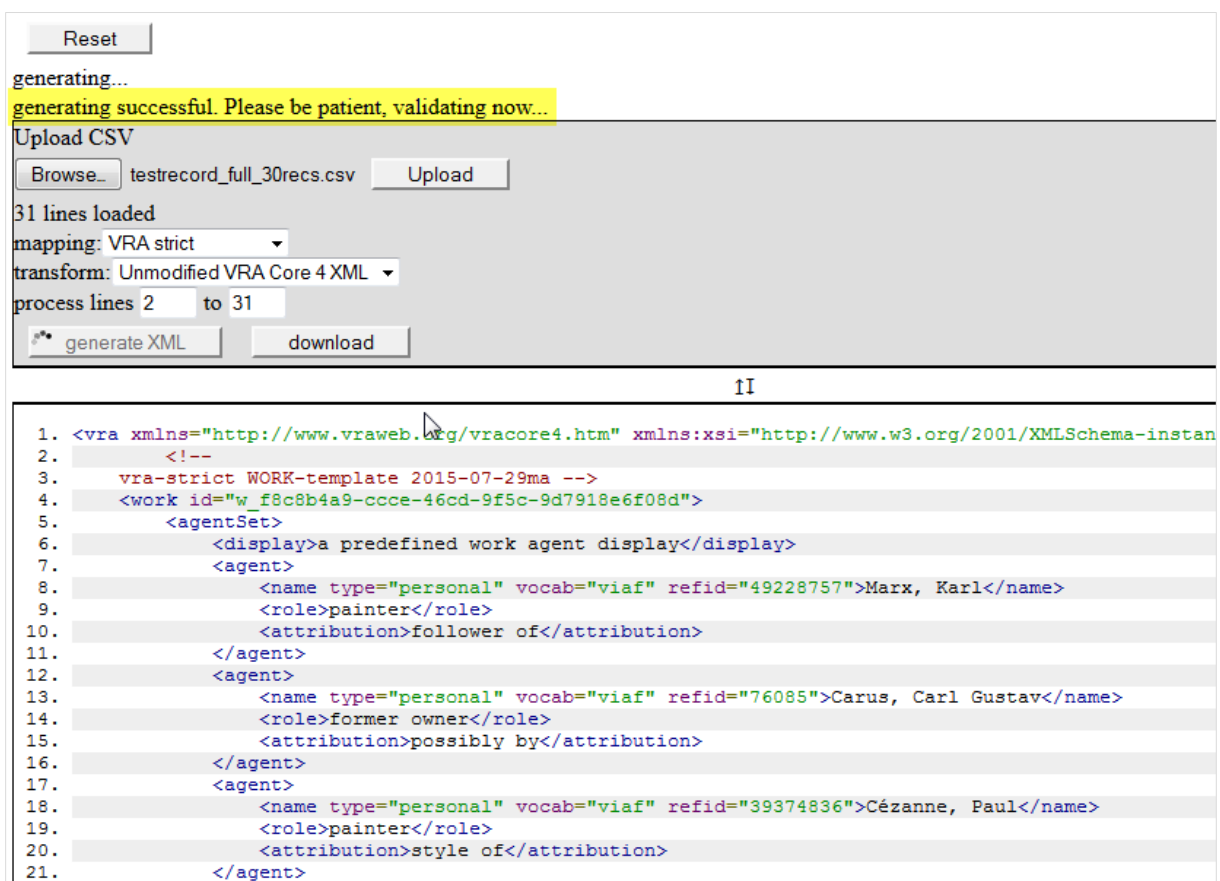 Reset
generating...
generating successful. Please be patient, validating now...
Upload CSV
Browse… testrecord_full_30recs.csv Upload
31 lines loaded
mapping: VRA strict
transform: Unmodified VRA Core 4 XML
process lines 2 to 31
generate XML download
1. <vra xmlns="http://www.vraweb.org/vracore4.htm" xmlns:xsi="http://www.w3.org/2001/XMLSchema-instan
2. <!--
3. vra-strict WORK-template 2015-07-29ma -->
4. <work id="w_f8c8b4a9-ccce-46cd-9f5c-9d7918e6f08d">
5. <agentSet>
6. <display>a predefined work agent display</display>
7. <agent>
8. <name type="personal" vocab="viaf" refid="49228757">Marx, Karl</name>
9. <role>painter</role>
10. <attribution>follower of</attribution>
11. </agent>
12. <agent>
13. <name type="personal" vocab="viaf" refid="76085">Carus, Carl Gustav</name>
14. <role>former owner</role>
15. <attribution>possibly by</attribution>
16. </agent>
17. <agent>
18. <name type="personal" vocab="viaf" refid="39374836">Cézanne, Paul</name>
19. <role>painter</role>
20. <attribution>style of</attribution>
21. </agent>